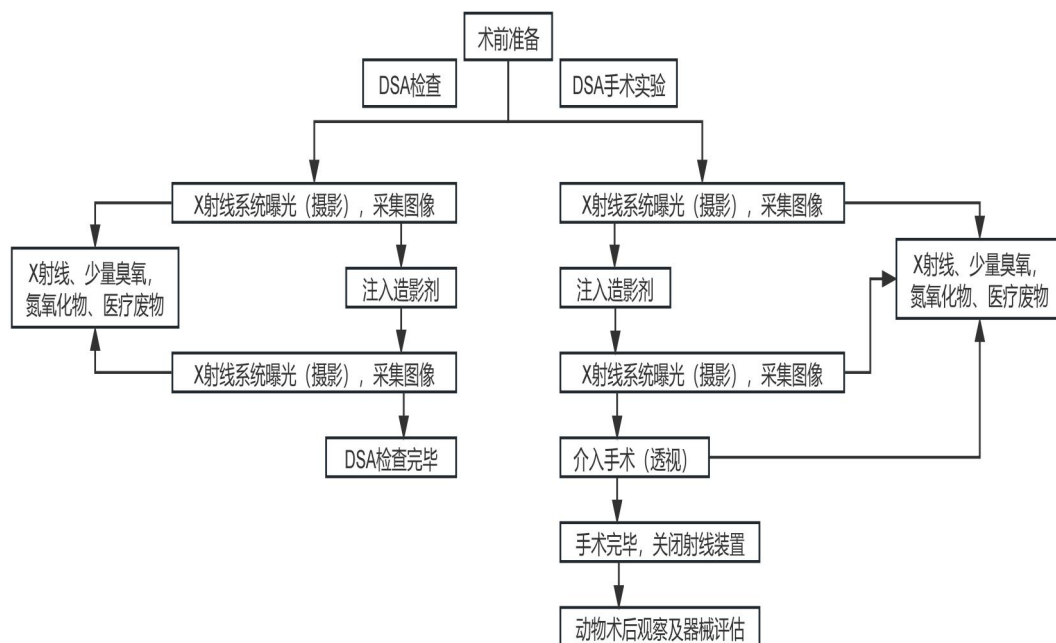 术前准备
DSA检查
DSA手术实验
X射线系统曝光（摄影），采集图像
X射线系统曝光（摄影），采集图像
X射线、少量臭氧，
氮氧化物、医疗废物
注入造影剂
注入造影剂
X射线、少量臭氧，
氮氧化物、医疗废物
X射线系统曝光（摄影），采集图像
X射线系统曝光（摄影），采集图像
DSA检查完毕
介入手术（透视）
手术完毕，关闭射线装置
动物术后观察及器械评估